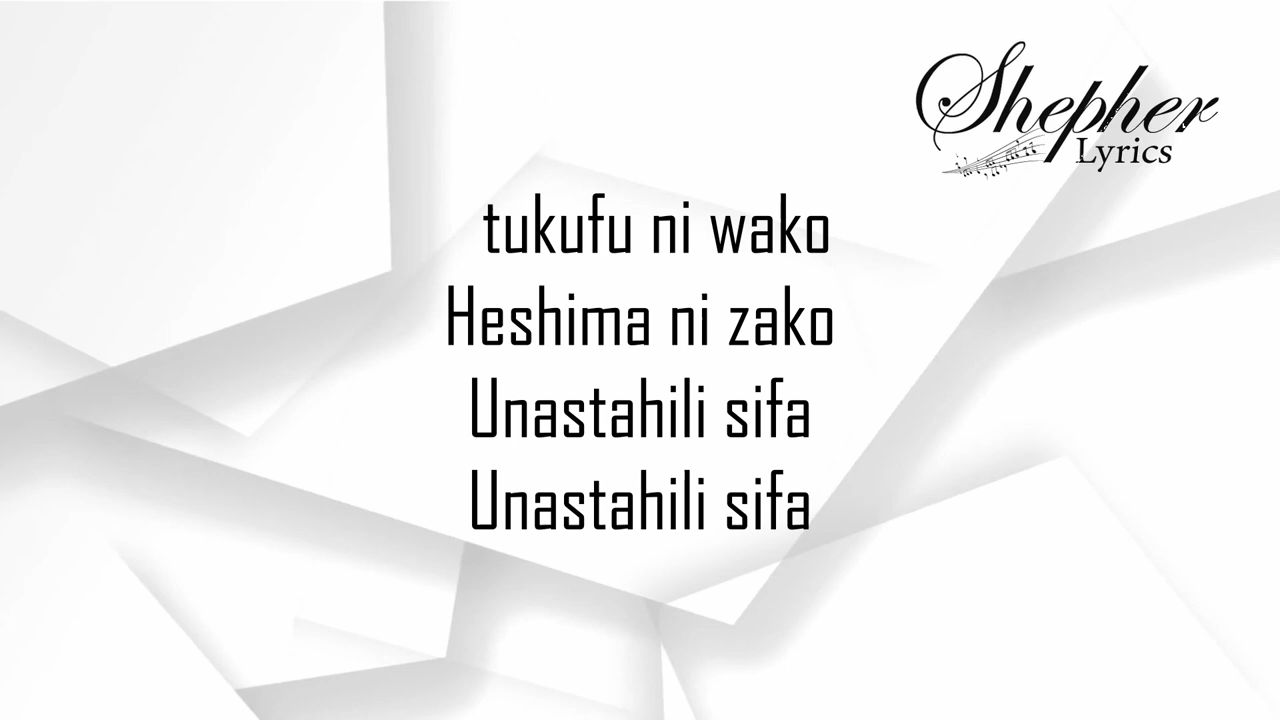 Shepher
Lyrics
tukufu ni wako
Heshima ni zako
Unastahili sifa
Unastahili sifa